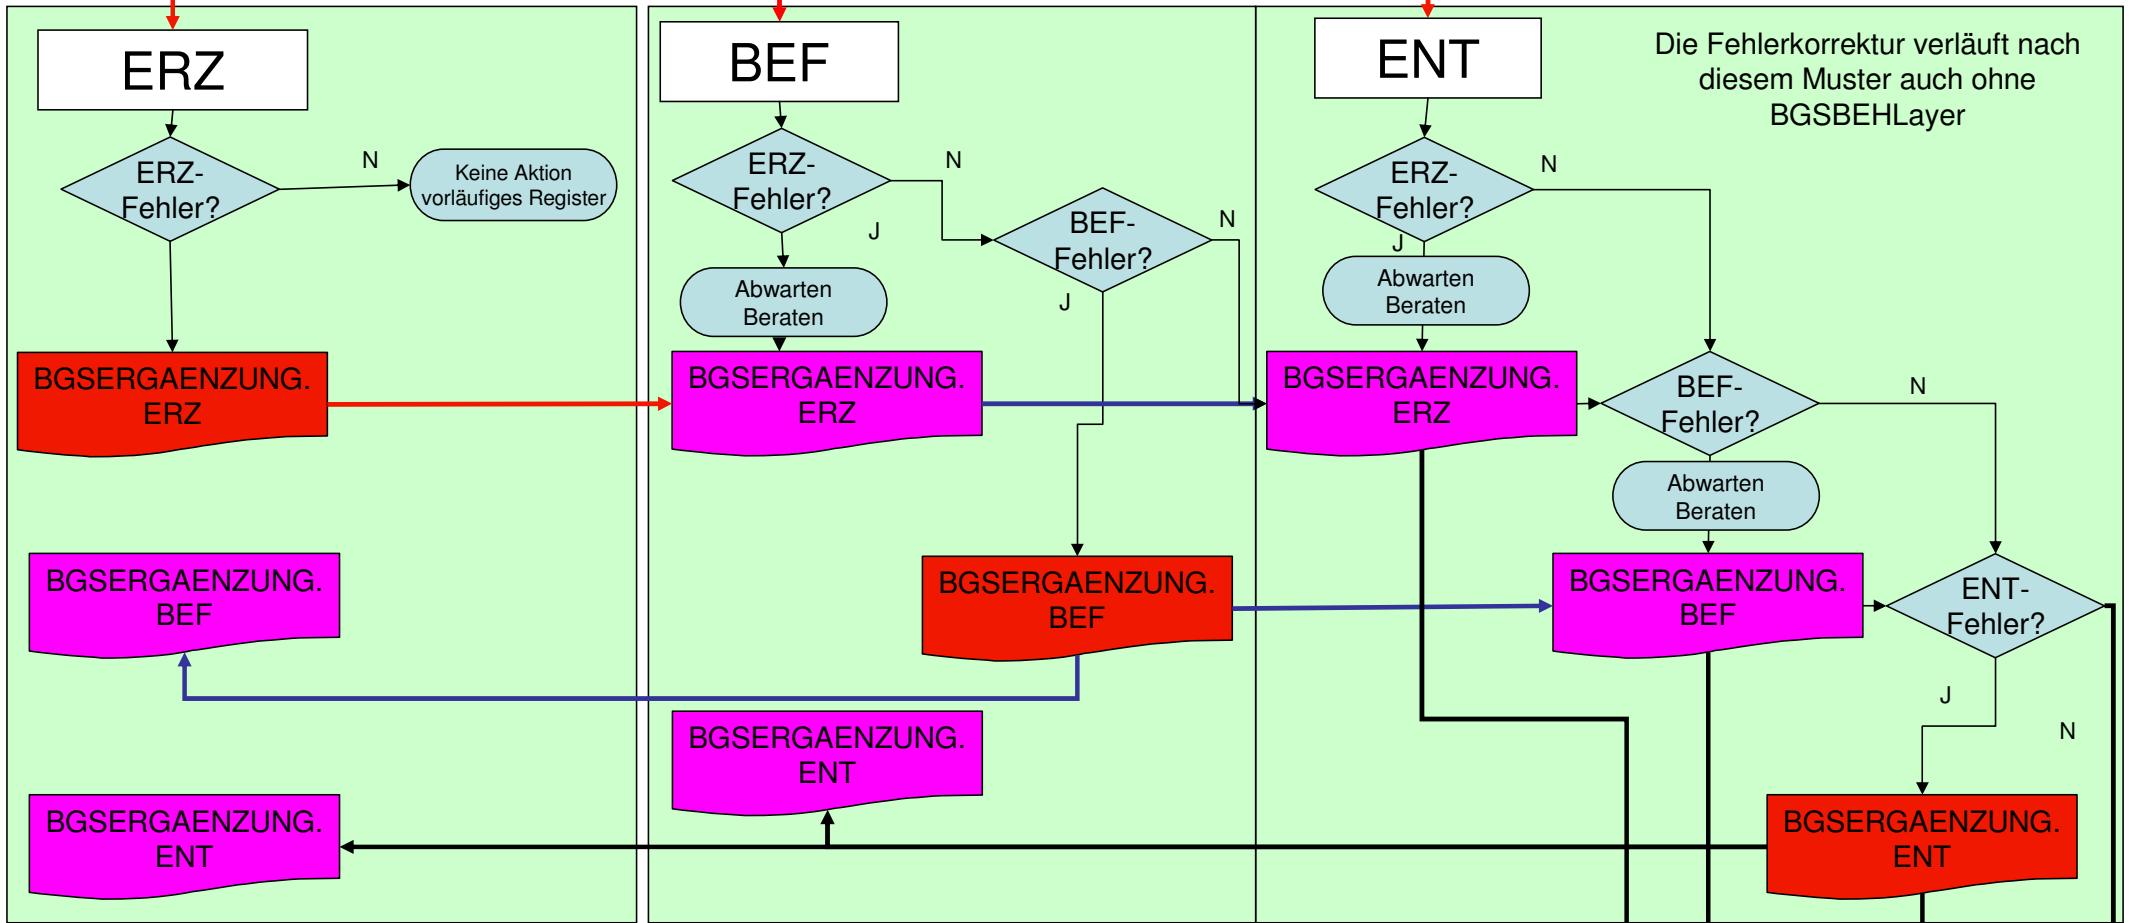 ERZ
ERZ-
Fehler?
N
Keine Aktion
vorläufiges Register
BGSERGAENZUNG.
ERZ
BGSERGAENZUNG.
BEF
BGSERGAENZUNG.
ENT
BEF
ERZ-
Fehler?
N
J
BEF-
Fehler?
N
J
Abwarten
Beraten
BGSERGAENZUNG.
ERZ
BGSERGAENZUNG.
BEF
BGSERGAENZUNG.
ENT
ENT
Die Fehlerkorrektur verläuft nach
diesem Muster auch ohne
BGSBEHLayer
ERZ-
Fehler?
N
J
Abwarten
Beraten
BGSERGAENZUNG.
ERZ
BEF-
Fehler?
N
Abwarten
Beraten
BGSERGAENZUNG.
BEF
ENT-
Fehler?
J
N
BGSERGAENZUNG.
ENT